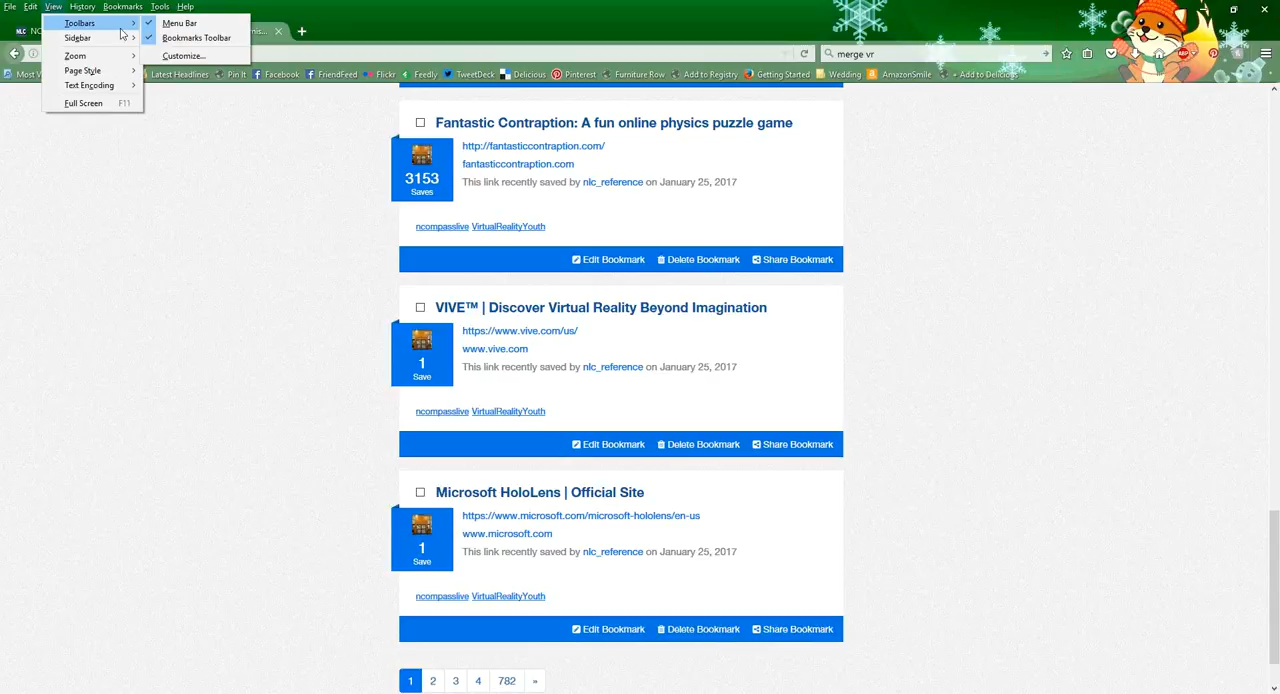 File Edit View History Bookmarks Tools Help
Toolbars
Sidebar
Zoom
Page Style
Text Encoding
Full Screen F11
Menu Bar
Bookmarks Toolbar
Customize...
merge vr
Most V
Latest Headlines Pin It Facebook FriendFeed Flickr Feedly TweetDeck Delicious Pinterest Furniture Row Add to Registry Getting Started Wedding AmazonSmile + Add to Delicious
Fantastic Contraption: A fun online physics puzzle game
http://fantasticcontraption.com/
fantasticcontraption.com
This link recently saved by nlc_reference on January 25, 2017
3153
Saves
ncompasslive VirtualRealityYouth
Edit Bookmark Delete Bookmark Share Bookmark
VIVE™ | Discover Virtual Reality Beyond Imagination
https://www.vive.com/us/
www.vive.com
This link recently saved by nlc_reference on January 25, 2017
1
Save
ncompasslive VirtualRealityYouth
Edit Bookmark Delete Bookmark Share Bookmark
Microsoft HoloLens | Official Site
https://www.microsoft.com/microsoft-hololens/en-us
www.microsoft.com
This link recently saved by nlc_reference on January 25, 2017
1
Save
ncompasslive VirtualRealityYouth
Edit Bookmark Delete Bookmark Share Bookmark
1 2 3 4 782 »